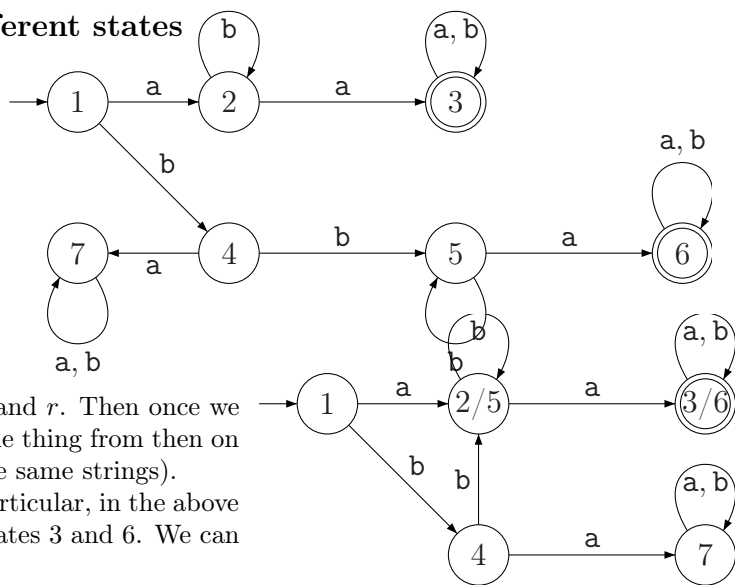 ferent states
b
a, b
1
a
2
a
3
b
a, b
7
a
4
b
5
a
6
a, b
b
b
a, b
and r. Then once we
e thing from then on
e same strings).
articular, in the above
ates 3 and 6. We can
1
a
2/5
a
3/6
b
b
a, b
4
a
7